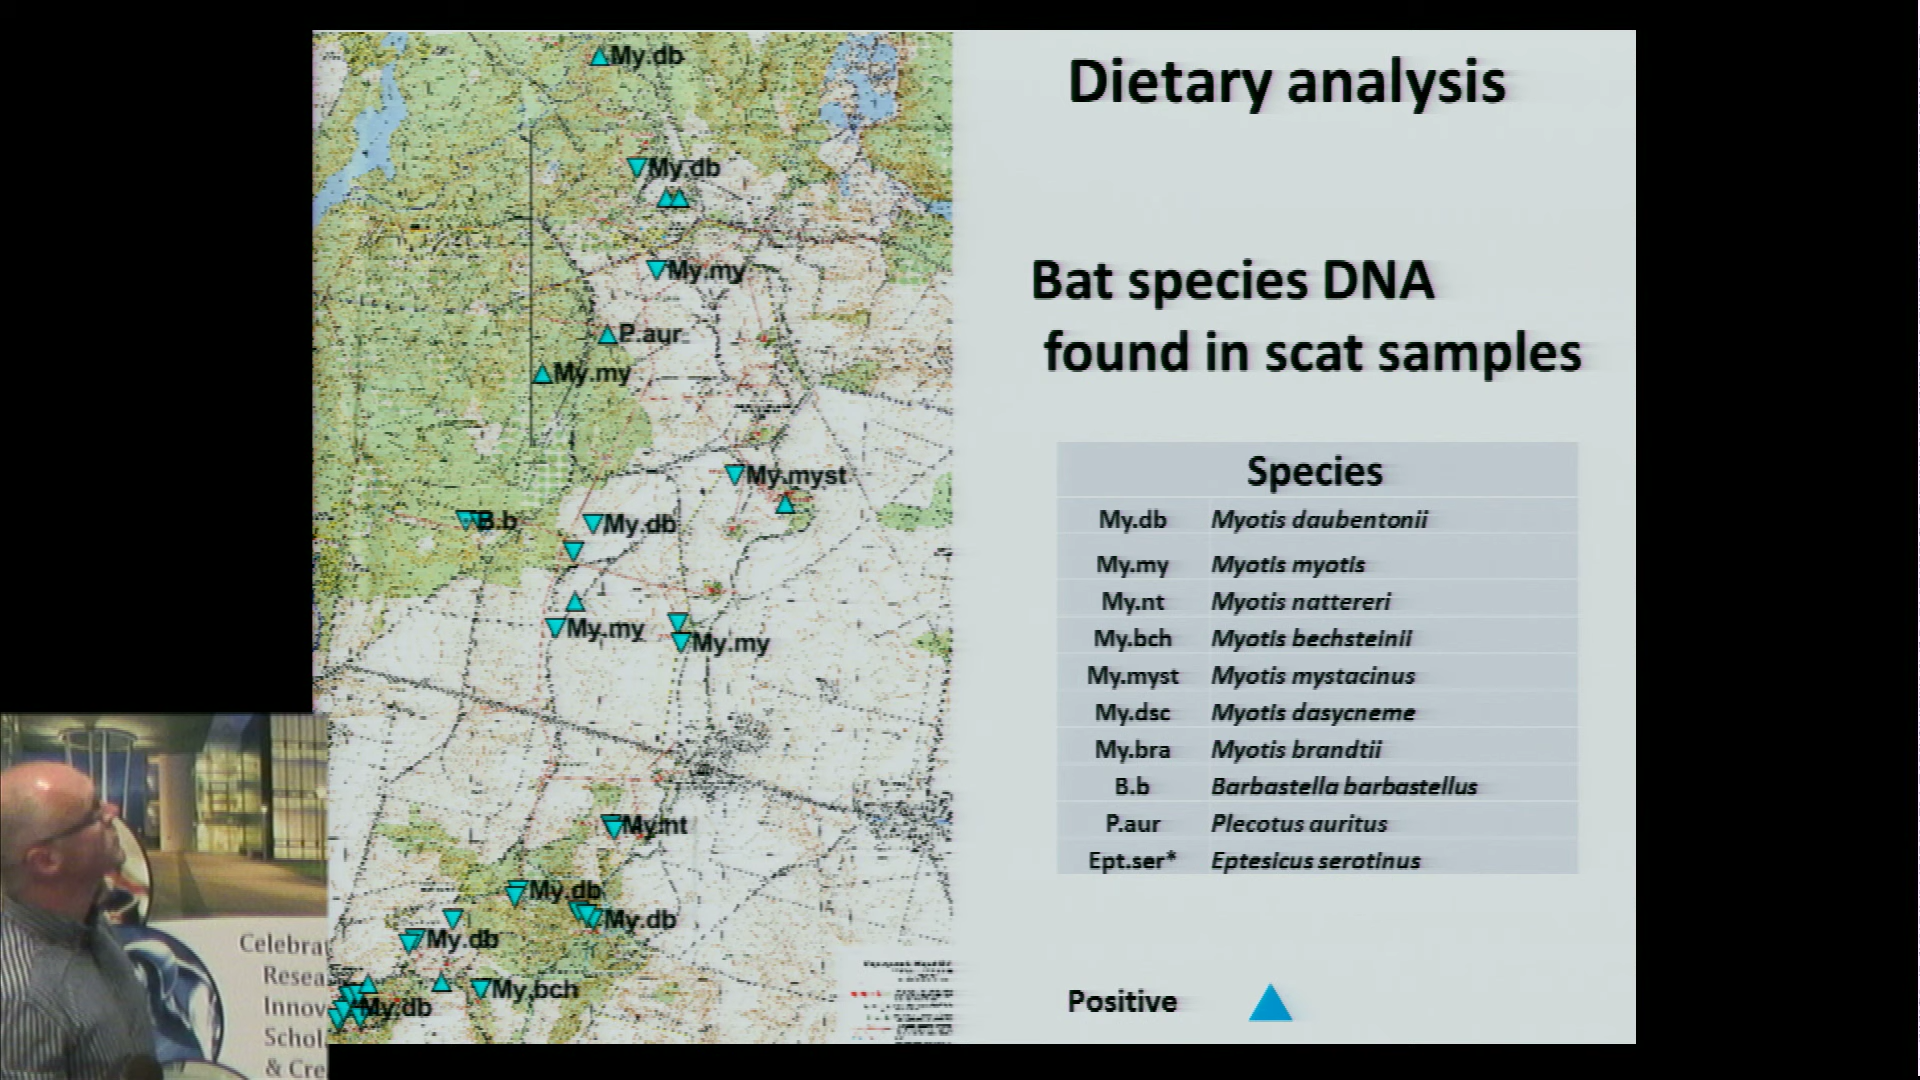 Dietary analysis
Bat species DNA
found in scat samples
Species
My.db Myotis daubentonii
My.my Myotis myotis
My.nt Myotis nattereri
My.bch Myotis bechsteinii
My.myst Myotis mystacinus
My.dsc Myotis dasycneme
My.bra Myotis brandtii
B.b Barbastella barbastellus
P.aur Plecotus auritus
Ept.ser* Eptesicus serotinus
Positive
My.db
My.db
My.my
P.aur
My.my
My.myst
B.b
My.db
My.my
My.my
My.nt
My.db
My.db
My.db
My.bch
My.db
Celebra
Resea
Innov
Schol
& Cre